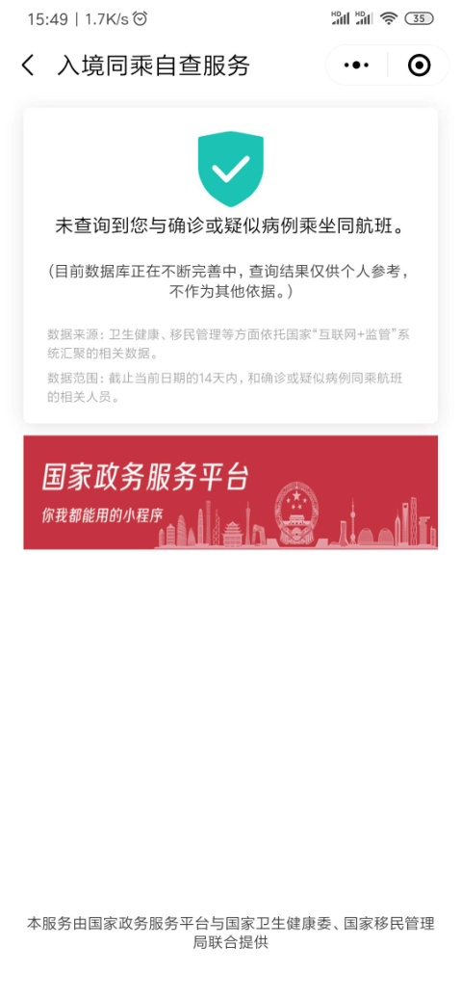 15:49 | 1.7K/s
HD HD 35
入境同乘自查服务
未查询到您与确诊或疑似病例乘坐同航班。
(目前数据库正在不断完善中，查询结果仅供个人参考，
不作为其他依据。)
数据来源：卫生健康、移民管理等方面依托国家“互联网+监管”系
统汇聚的相关数据。
数据范围：截止当前日期的14天内，和确诊或疑似病例同乘航班
的相关人员。
国家政务服务平台
你我都能用的小程序
本服务由国家政务服务平台与国家卫生健康委、国家移民管理
局联合提供